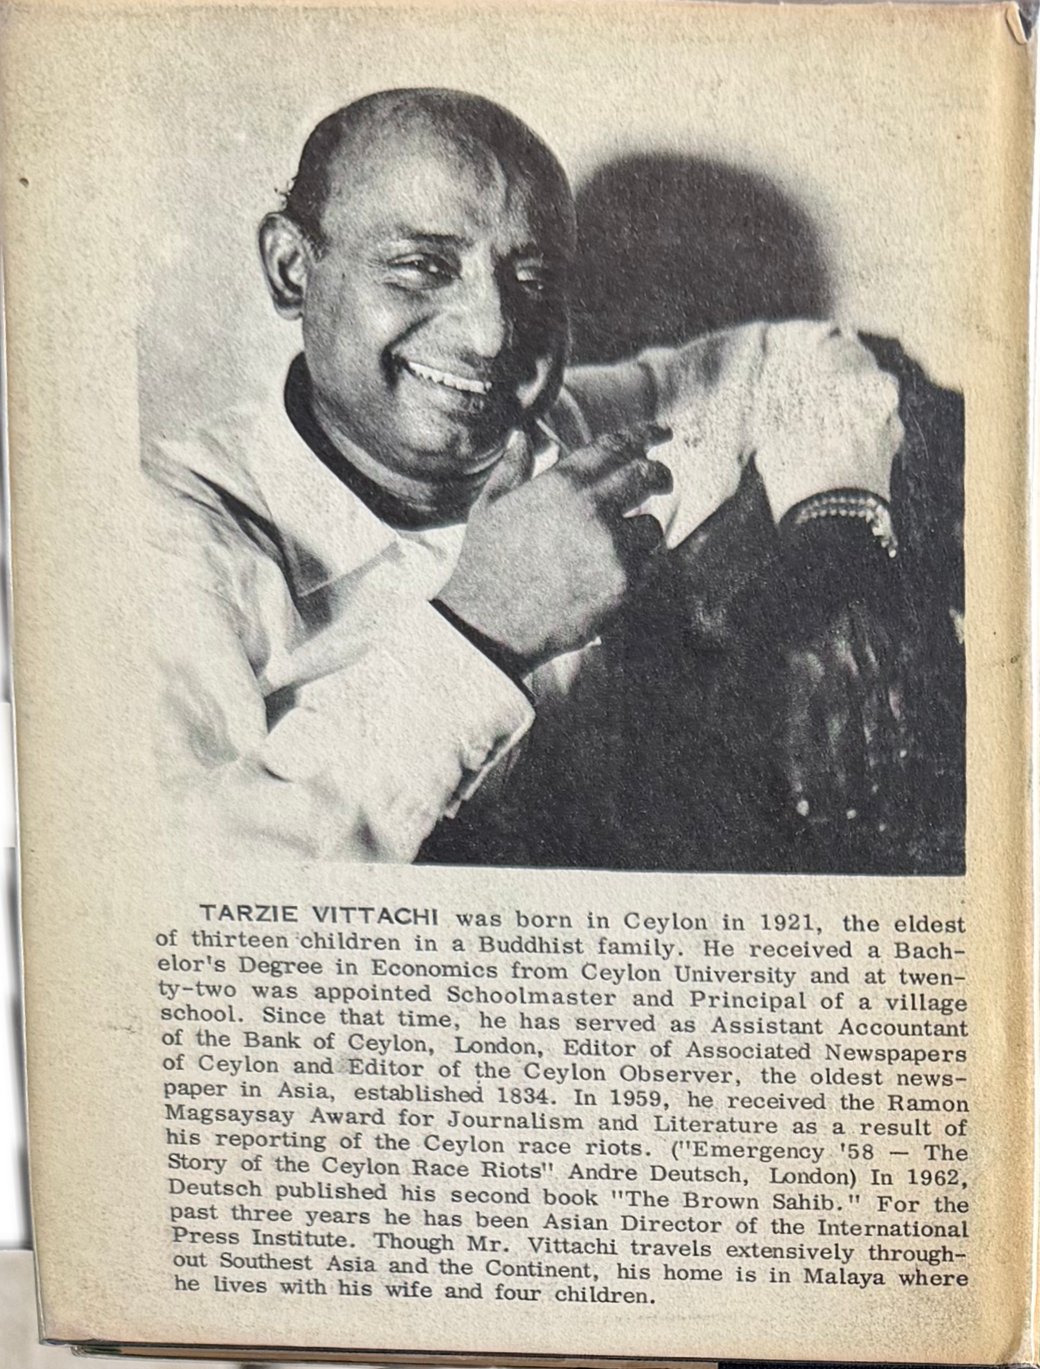 TARZIE VITTACHI was born in Ceylon in 1921, the eldest
of thirteen children in a Buddhist family. He received a Bach-
elor's Degree in Economics from Ceylon University and at twen-
ty-two was appointed Schoolmaster and Principal of a village
school. Since that time, he has served as Assistant Accountant
of the Bank of Ceylon, London, Editor of Associated Newspapers
of Ceylon and Editor of the Ceylon Observer, the oldest news-
paper in Asia, established 1834. In 1959, he received the Ramon
Magsaysay Award for Journalism and Literature as a result of
his reporting of the Ceylon race riots. ("Emergency '58 — The
Story of the Ceylon Race Riots" Andre Deutsch, London) In 1962,
Deutsch published his second book "The Brown Sahib." For the
past three years he has been Asian Director of the International
Press Institute. Though Mr. Vittachi travels extensively through-
out Southest Asia and the Continent, his home is in Malaya where
he lives with his wife and four children.